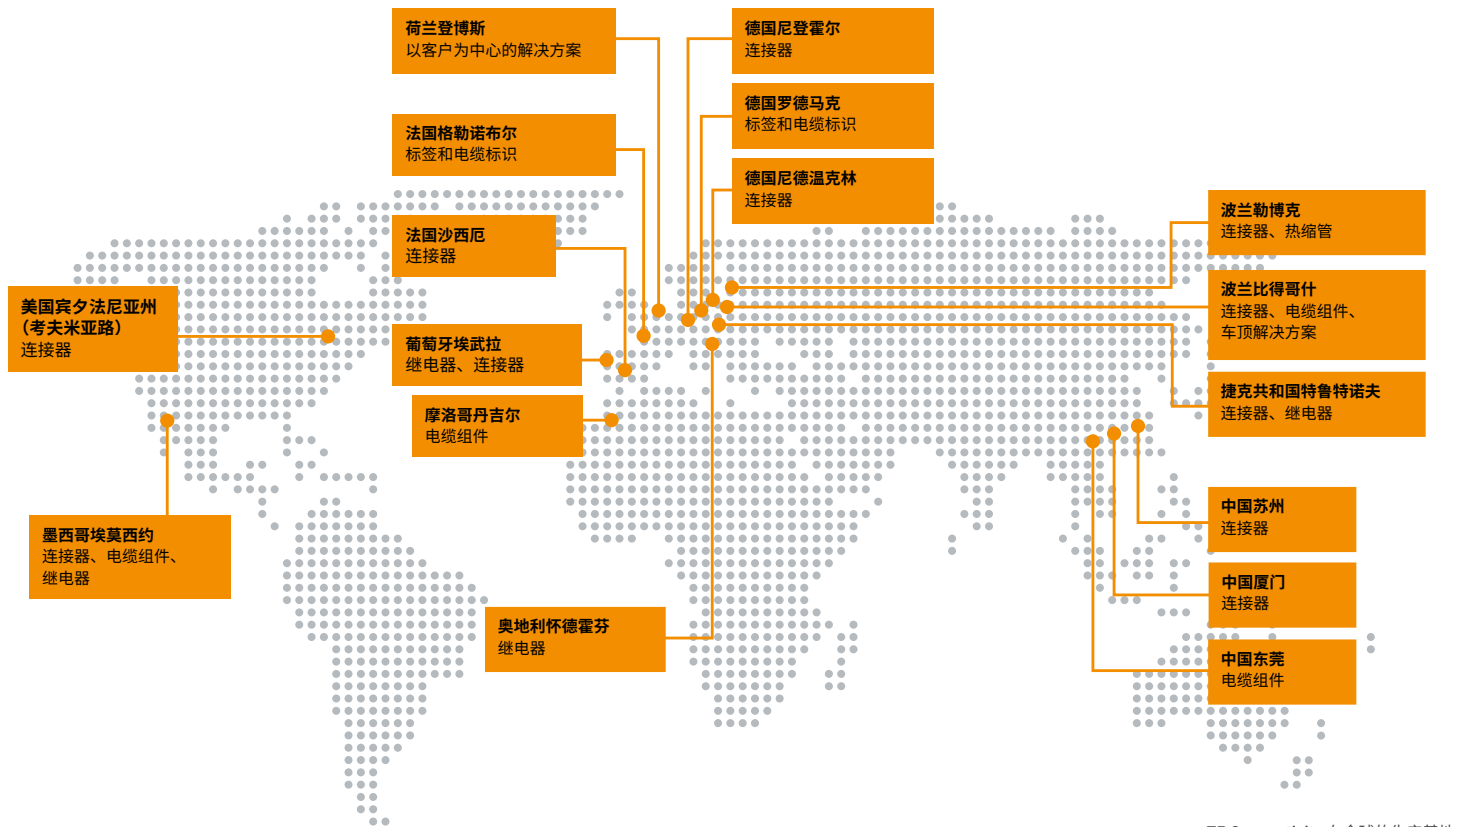 荷兰登博斯
以客户为中心的解决方案
德国尼登霍尔
连接器
德国罗德马克
标签和电缆标识
法国格勒诺布尔
标签和电缆标识
德国尼德温克林
连接器
法国沙西厄
连接器
波兰勒博克
连接器、热缩管
美国宾夕法尼亚州
（考夫米亚路）
连接器
波兰比得哥什
连接器、电缆组件、
车顶解决方案
葡萄牙埃武拉
继电器、连接器
捷克共和国特鲁特诺夫
连接器、继电器
摩洛哥丹吉尔
电缆组件
中国苏州
连接器
墨西哥埃莫西约
连接器、电缆组件、
继电器
中国厦门
连接器
奥地利怀德霍芬
继电器
中国东莞
电缆组件